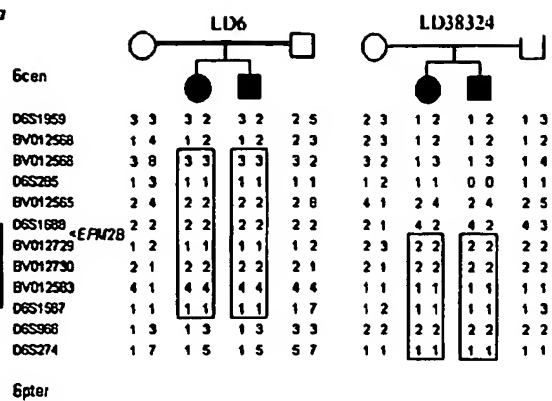 LD6 LD38324
6cen
D6S1959 3 3 3 2 3 2 2 5 2 3 1 2 1 2 1 3
BV012568 1 4 1 2 1 2 2 3 2 2 1 2 1 2 1 2
BV012568 3 8 3 3 3 3 3 2 3 2 1 3 1 3 1 4
D6S285 1 3 1 1 1 1 1 1 1 2 1 1 0 0 1 1
BV012565 2 4 2 2 2 2 2 8 4 1 2 4 2 4 2 5
D6S1688 <EPM2B 2 2 2 2 2 2 2 2 2 1 4 2 4 2 4 3
BV012729 1 2 1 1 1 1 1 2 2 3 2 2 2 2 2 2
BV012730 2 1 2 2 2 2 2 1 2 1 2 2 2 2 2 2
BV012583 4 1 4 4 4 4 4 4 2 1 1 1 1 1 1 1
D6S1587 1 1 1 1 1 1 1 7 1 2 1 1 1 1 1 3
D6S968 1 3 1 3 1 3 3 3 2 2 2 2 2 2 2 2
D6S274 1 7 1 5 1 5 5 7 1 1 1 1 1 1 1 1
6pter